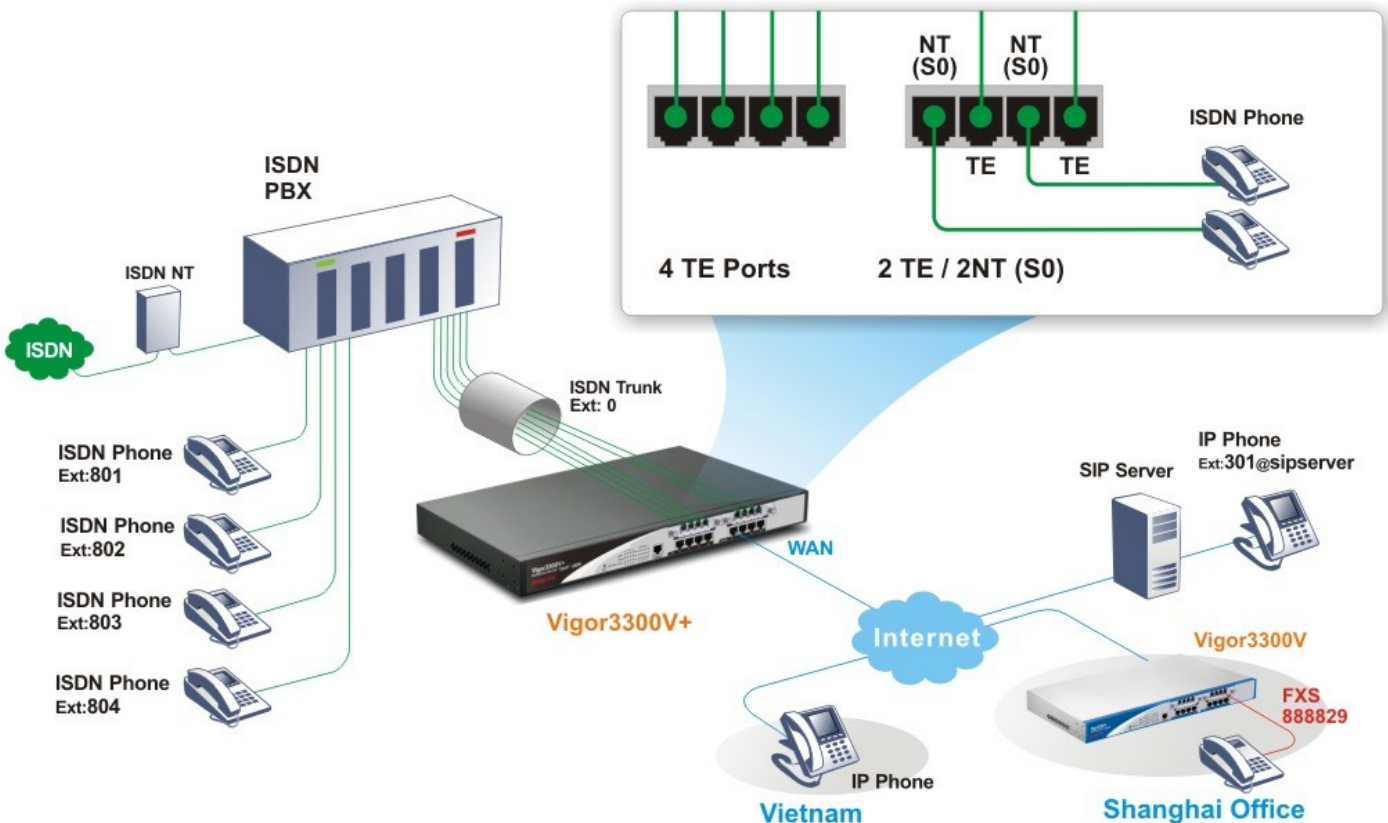 NT
(S0)
NT
(S0)
TE
TE
ISDN Phone
4 TE Ports
2 TE / 2NT (S0)
ISDN
PBX
ISDN NT
ISDN
ISDN Trunk
Ext: 0
ISDN Phone
Ext:801
ISDN Phone
Ext:802
ISDN Phone
Ext:803
ISDN Phone
Ext:804
Vigor3300V+
Vigor3300V+
WAN
Internet
SIP Server
IP Phone
Ext:301@sipserver
Vigor3300V
FXS
888829
IP Phone
Vietnam
Shanghai Office